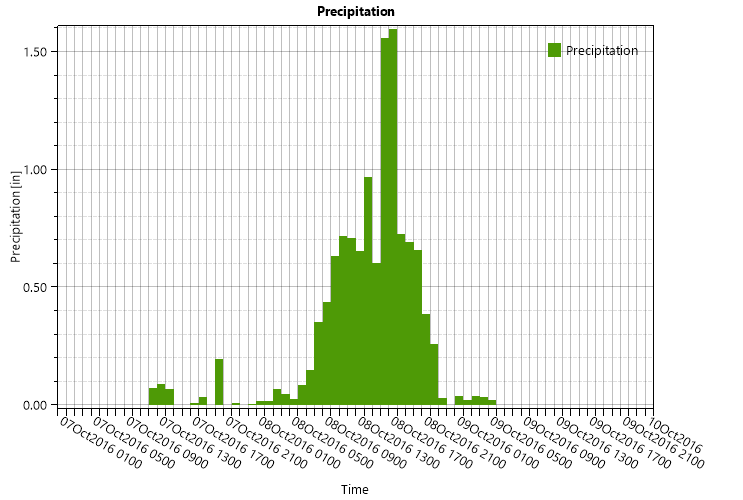 Precipitation
1.50
1.00
0.50
0.00
Precipitation [in]
Precipitation
07Oct2016 0100
07Oct2016 0500
07Oct2016 0900
07Oct2016 1300
07Oct2016 1700
07Oct2016 2100
08Oct2016 0100
08Oct2016 0500
08Oct2016 0900
08Oct2016 1300
08Oct2016 1700
08Oct2016 2100
09Oct2016 0100
09Oct2016 0500
09Oct2016 0900
09Oct2016 1300
09Oct2016 1700
09Oct2016 2100
10Oct2016
Time